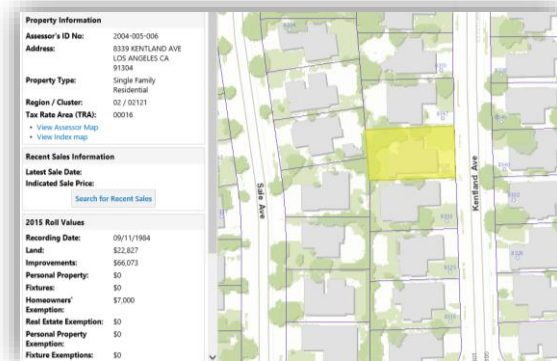 Property Information
Assessor's ID No: 2004-005-006
Address: 8339 KENTLAND AVE
LOS ANGELES CA
91304
Property Type: Single Family
Residential
Region / Cluster: 02 / 02121
Tax Rate Area (TRA): 00016
• View Assessor Map
• View Index map
Recent Sales Information
Latest Sale Date:
Indicated Sale Price:
Search for Recent Sales
2015 Roll Values
Recording Date: 09/11/1984
Land: $22,827
Improvements: $66,073
Personal Property: $0
Fixtures: $0
Homeowners' $7,000
Exemption:
Real Estate Exemption: $0
Personal Property $0
Exemption:
Fixture Exemptions: $0
Sale Ave
Kentland Ave